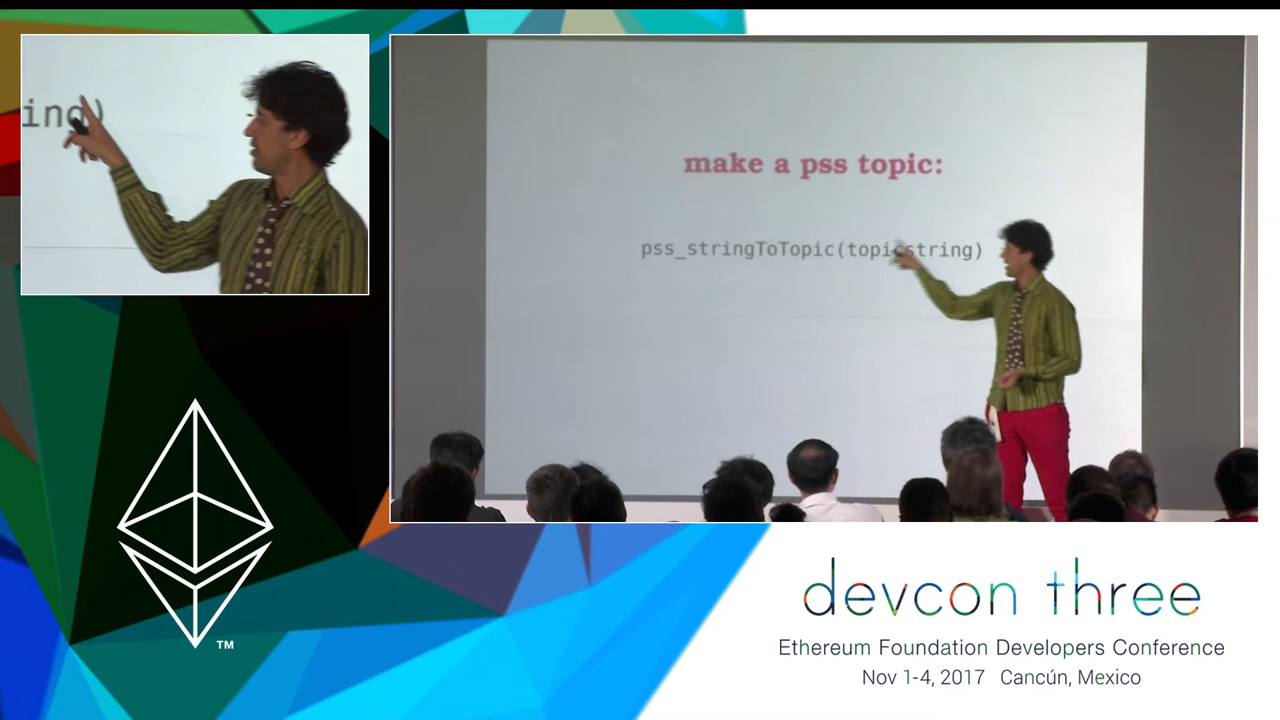 ing)
make a pss topic:
pss_stringToTopic(topicstring)
TM
devcon three
Ethereum Foundation Developers Conference
Nov 1-4, 2017 Cancún, Mexico